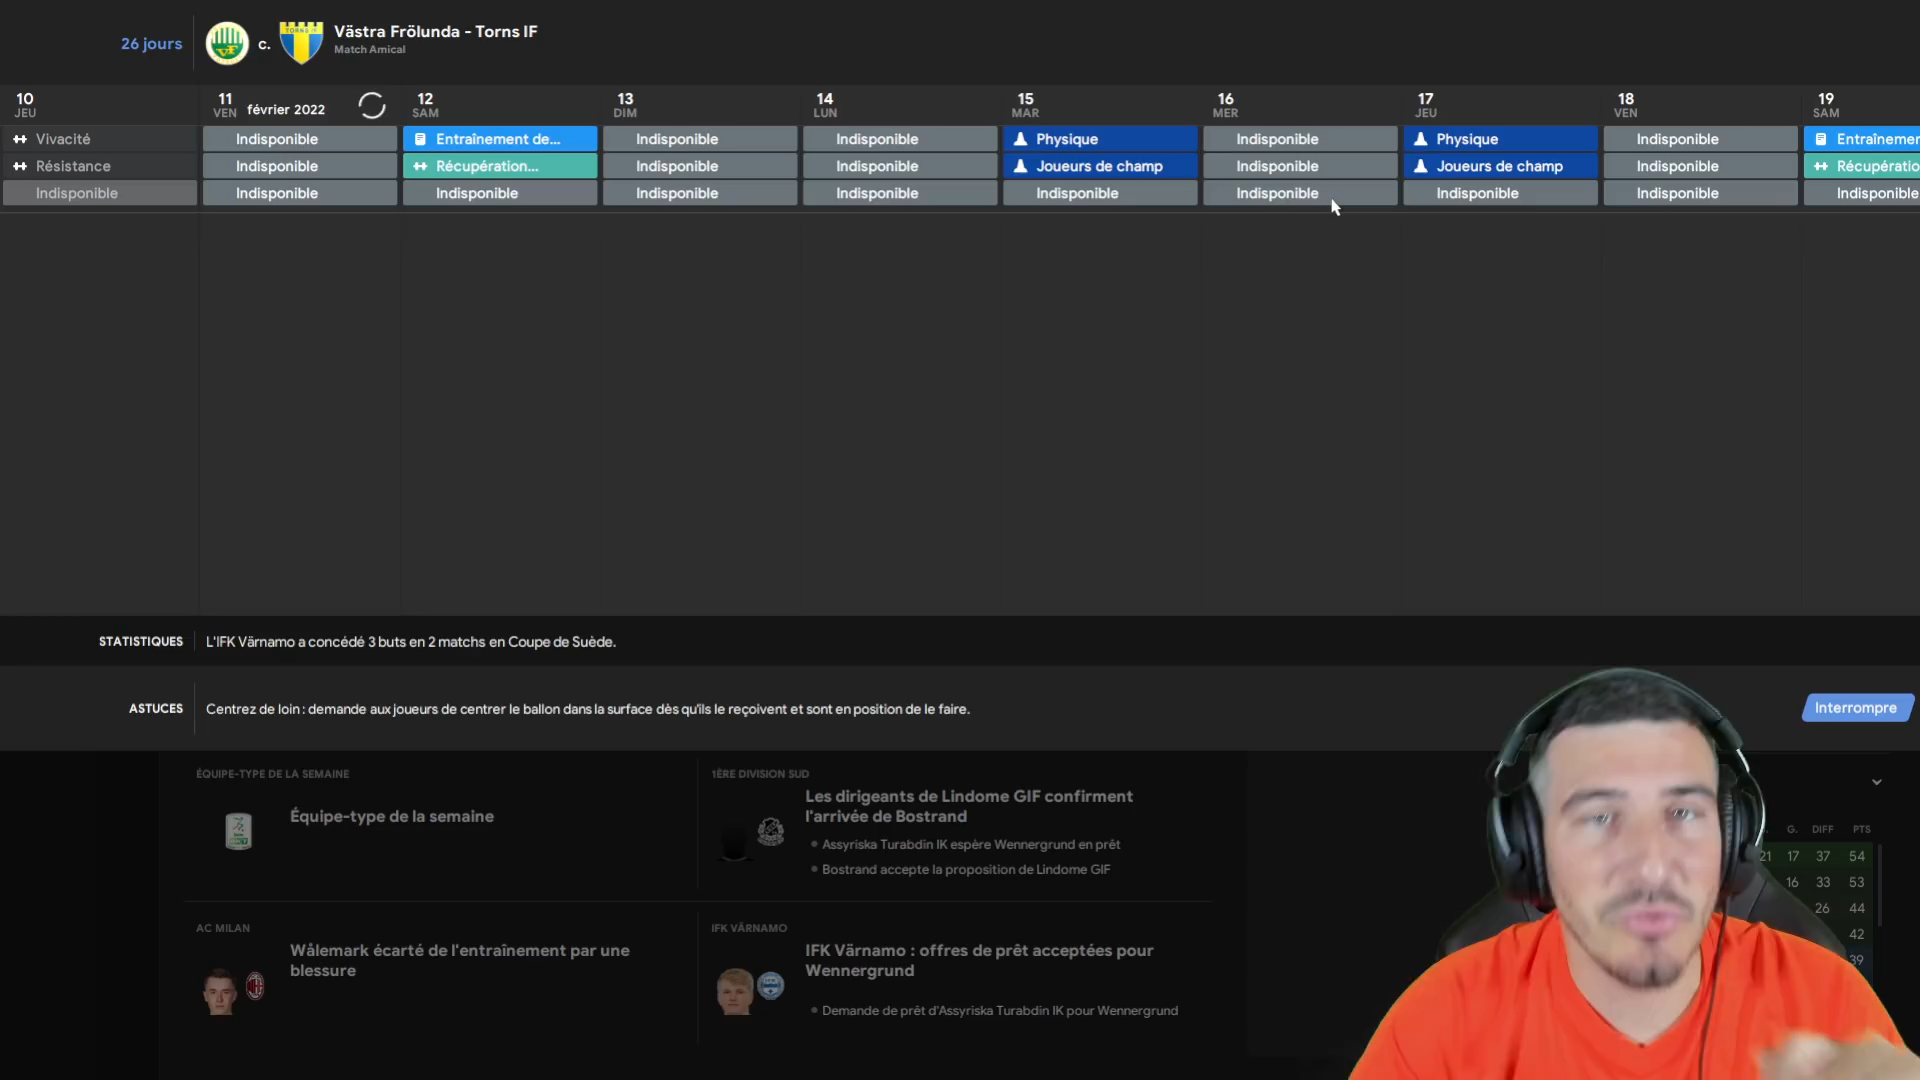 26 jours
c.
TORNS IF
Västra Frölunda - Torns IF
Match Amical
10
JEU
11
VEN
février 2022
12
SAM
13
DIM
14
LUN
15
MAR
16
MER
17
JEU
18
VEN
19
SAM
Vivacité
Indisponible
Entraînement de...
Indisponible
Indisponible
Physique
Indisponible
Physique
Indisponible
Entraînemer
Résistance
Indisponible
Récupération...
Indisponible
Indisponible
Joueurs de champ
Indisponible
Joueurs de champ
Indisponible
Récupératio
Indisponible
Indisponible
Indisponible
Indisponible
Indisponible
Indisponible
Indisponible
Indisponible
Indisponible
Indisponible
STATISTIQUES
L'IFK Värnamo a concédé 3 buts en 2 matchs en Coupe de Suède.
ASTUCES
Centrez de loin : demande aux joueurs de centrer le ballon dans la surface dès qu'ils le reçoivent et sont en position de le faire.
Interrompre
ÉQUIPE-TYPE DE LA SEMAINE
Équipe-type de la semaine
1ÈRE DIVISION SUD
Les dirigeants de Lindome GIF confirment
l'arrivée de Bostrand
Assyriska Turabdin IK espère Wennergrund en prêt
Bostrand accepte la proposition de Lindome GIF
AC MILAN
Wålemark écarté de l'entraînement par une
blessure
IFK VÄRNAMO
IFK Värnamo : offres de prêt acceptées pour
Wennergrund
Demande de prêt d'Assyriska Turabdin IK pour Wennergrund
G. DIFF PTS
21 17 37 54
16 33 53
26 44
42
39